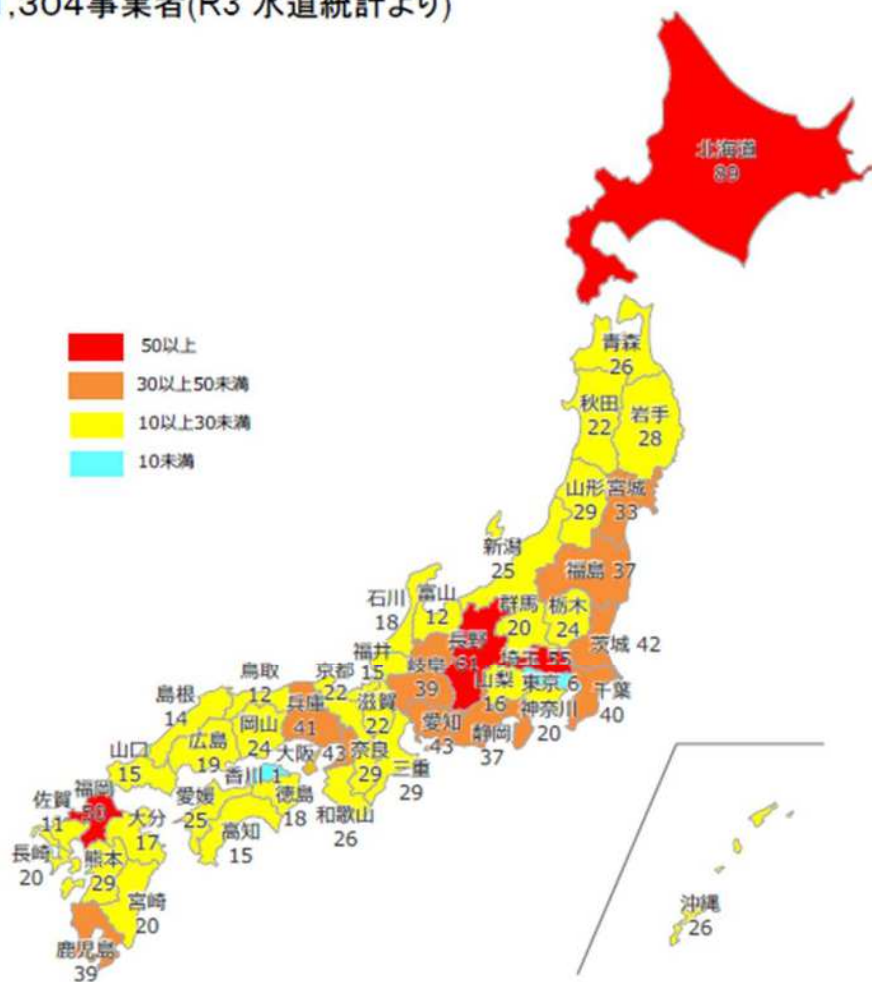 ,304事業者(R3 水道統計より)
北海道
89
50以上
30以上50未満
10以上30未満
10未満
青森
26
秋田
22
岩手
28
山形
29
宮城
33
新潟
25
福島 37
石川
18
富山
12
群馬
20
栃木
24
茨城 42
福井
15
長野
61
埼玉 55
岐阜
39
山梨
16
東京 6
千葉
40
神奈川
20
愛知
43
静岡
37
鳥取
12
京都
22
島根
14
兵庫
41
滋賀
22
岡山
24
広島
19
大阪 43
奈良
29
三重
29
山口
15
香川 1
徳島
18
和歌山
26
愛媛
25
高知
15
福岡
佐賀
11
大分
17
長崎
20
熊本
29
宮崎
20
鹿児島
39
沖縄
26